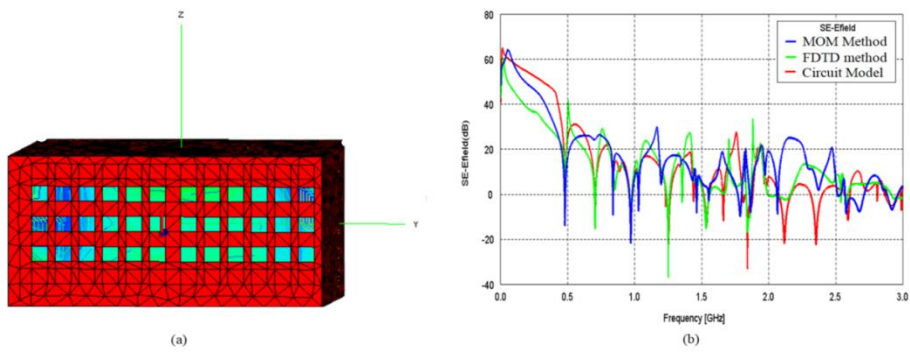 Z
Y
(a)
80
60
40
20
0
-20
-40
SE-Efield(dB)
SE-Efield
MOM Method
FDTD method
Circuit Model
0.0 0.5 1.0 1.5 2.0 2.5 3.0
Frequency [GHz]
(b)